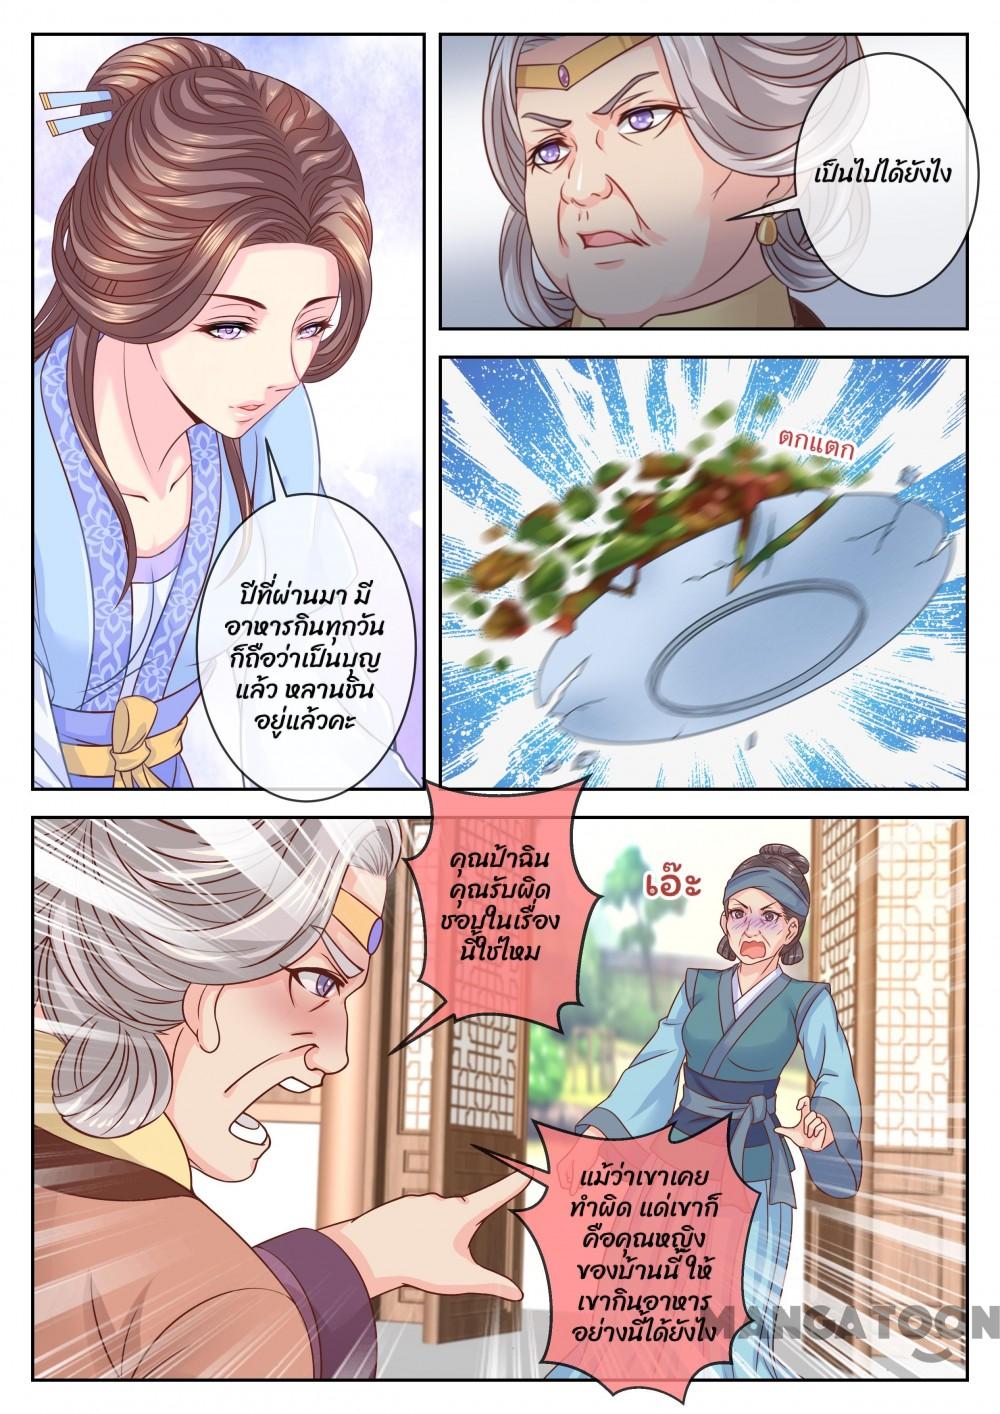 ปีที่ผ่านมา มี
อาหารกินทุกวัน
ก็ถือว่าเป็นบุญ
แล้ว หลานชิน
อยู่แล้วคะ
เป็นไปได้ยังไง
ตกแตก
คุณป้าฉิน
คุณรับผิด
ชอบในเรื่อง
นี้ใช่ไหม
เอ๊ะ
แม้ว่าเขาเคย
ทำผิด แต่เขาก็
คือคุณหญิง
ของบ้านนี้ ให้
เขากินอาหาร
อย่างนี้ได้ยังไง
MANGATOON